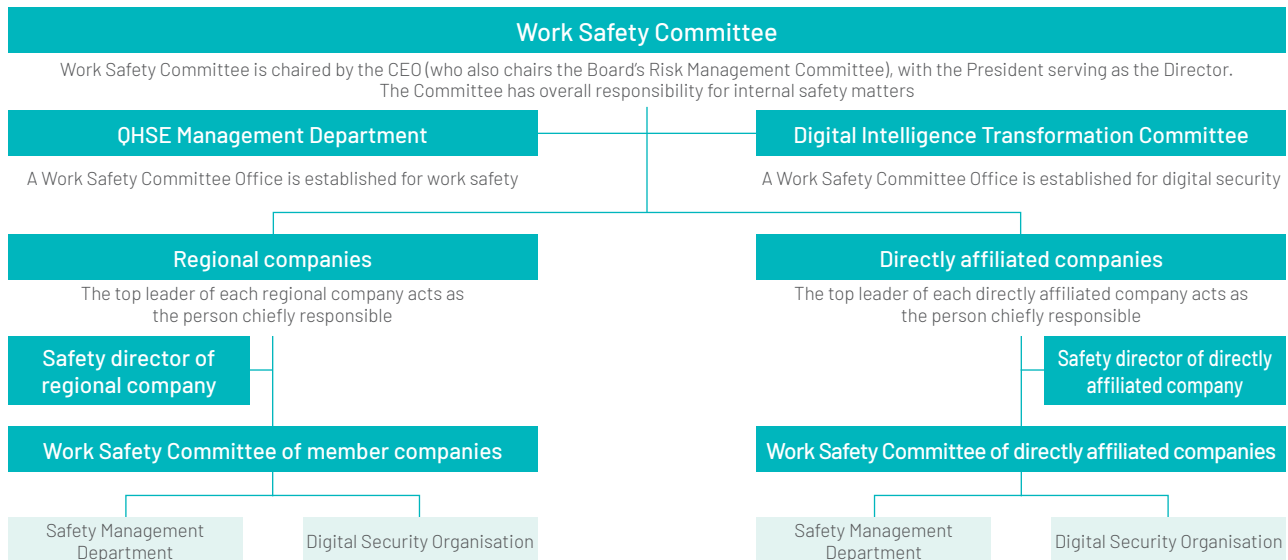 Work Safety Committee
Work Safety Committee is chaired by the CEO (who also chairs the Board's Risk Management Committee), with the President serving as the Director.
The Committee has overall responsibility for internal safety matters
QHSE Management Department
Digital Intelligence Transformation Committee
A Work Safety Committee Office is established for work safety
A Work Safety Committee Office is established for digital security
Regional companies
Directly affiliated companies
The top leader of each regional company acts as
the person chiefly responsible
The top leader of each directly affiliated company acts as
the person chiefly responsible
Safety director of
regional company
Safety director of directly
affiliated company
Work Safety Committee of member companies
Work Safety Committee of directly affiliated companies
Safety Management
Department
Digital Security Organisation
Safety Management
Department
Digital Security Organisation